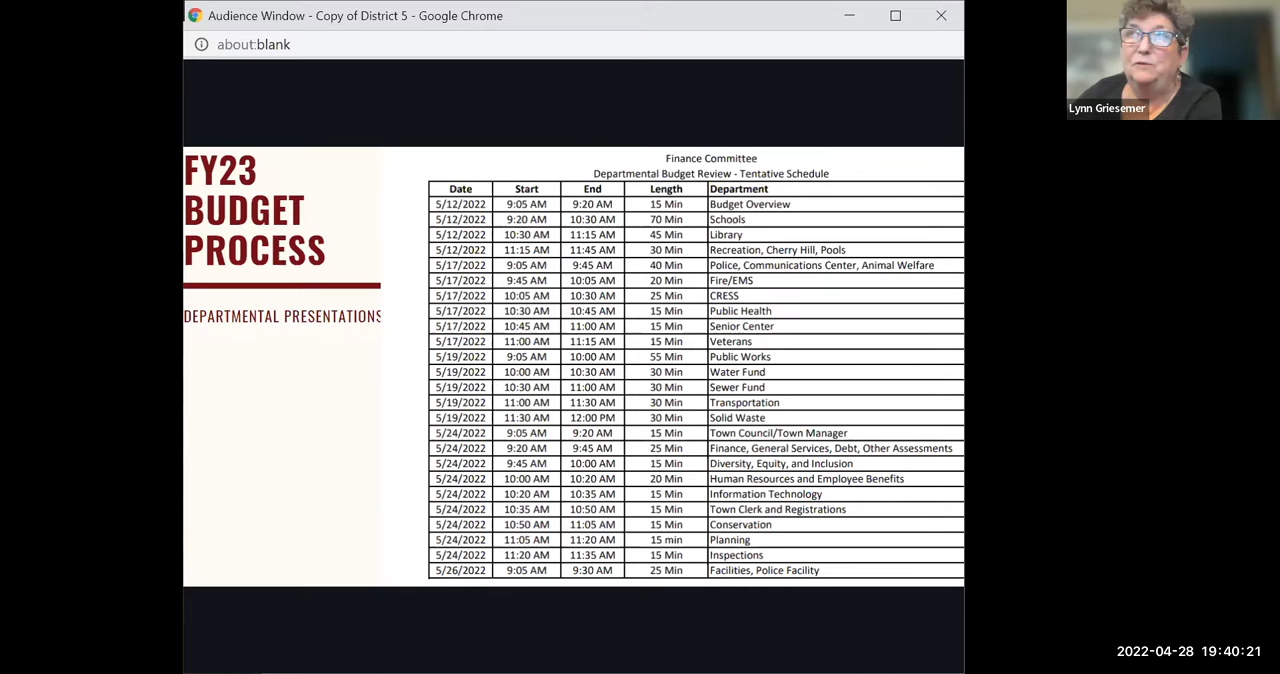 Audience Window - Copy of District 5 - Google Chrome
about:blank
Lynn Griesemer
FY23
BUDGET
PROCESS
DEPARTMENTAL PRESENTATIONS
Finance Committee
Departmental Budget Review - Tentative Schedule
Date Start End Length Department
5/12/2022 9:05 AM 9:20 AM 15 Min Budget Overview
5/12/2022 9:20 AM 10:30 AM 70 Min Schools
5/12/2022 10:30 AM 11:15 AM 45 Min Library
5/12/2022 11:15 AM 11:45 AM 30 Min Recreation, Cherry Hill, Pools
5/17/2022 9:05 AM 9:45 AM 40 Min Police, Communications Center, Animal Welfare
5/17/2022 9:45 AM 10:05 AM 20 Min Fire/EMS
5/17/2022 10:05 AM 10:30 AM 25 Min CRESS
5/17/2022 10:30 AM 10:45 AM 15 Min Public Health
5/17/2022 10:45 AM 11:00 AM 15 Min Senior Center
5/17/2022 11:00 AM 11:15 AM 15 Min Veterans
5/19/2022 9:05 AM 10:00 AM 55 Min Public Works
5/19/2022 10:00 AM 10:30 AM 30 Min Water Fund
5/19/2022 10:30 AM 11:00 AM 30 Min Sewer Fund
5/19/2022 11:00 AM 11:30 AM 30 Min Transportation
5/19/2022 11:30 AM 12:00 PM 30 Min Solid Waste
5/24/2022 9:05 AM 9:20 AM 15 Min Town Council/Town Manager
5/24/2022 9:20 AM 9:45 AM 25 Min Finance, General Services, Debt, Other Assessments
5/24/2022 9:45 AM 10:00 AM 15 Min Diversity, Equity, and Inclusion
5/24/2022 10:00 AM 10:20 AM 20 Min Human Resources and Employee Benefits
5/24/2022 10:20 AM 10:35 AM 15 Min Information Technology
5/24/2022 10:35 AM 10:50 AM 15 Min Town Clerk and Registrations
5/24/2022 10:50 AM 11:05 AM 15 Min Conservation
5/24/2022 11:05 AM 11:20 AM 15 min Planning
5/24/2022 11:20 AM 11:35 AM 15 Min Inspections
5/26/2022 9:05 AM 9:30 AM 25 Min Facilities, Police Facility
2022-04-28 19:40:21